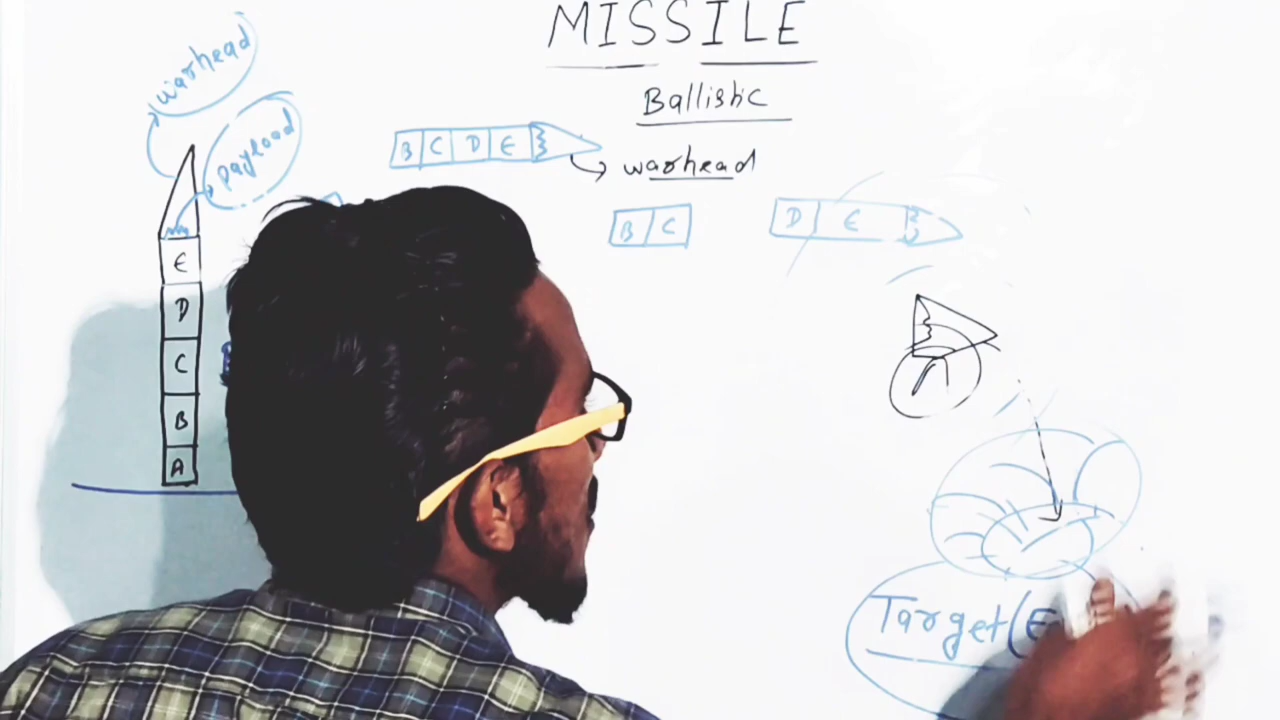 MISSILE
Ballistic
warhead
payload
B C D E
warhead
B C
D E
E
D
C
B
A
Target (E